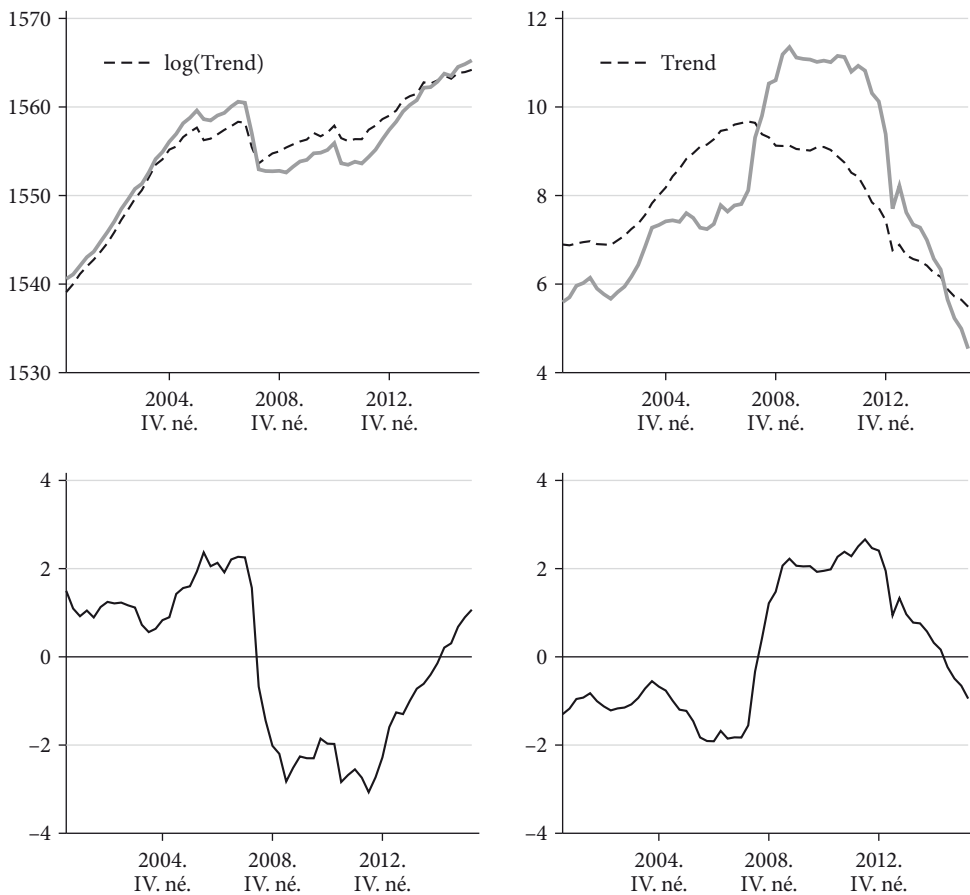 1570
1560
1550
1540
1530
log(Trend)
2004.
IV. né.
2008.
IV. né.
2012.
IV. né.
12
10
8
6
4
Trend
2004.
IV. né.
2008.
IV. né.
2012.
IV. né.
4
2
0
–2
–4
2004.
IV. né.
2008.
IV. né.
2012.
IV. né.
4
2
0
–2
–4
2004.
IV. né.
2008.
IV. né.
2012.
IV. né.